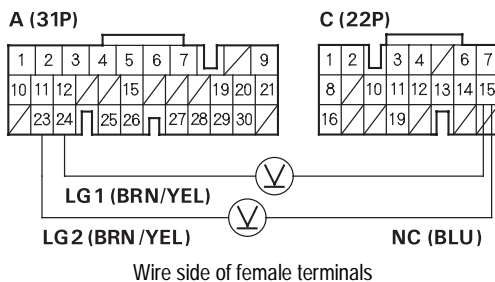 A (31P) C (22P)
1 2 3 4 5 6 7 9 1 2 3 4 6 7
10 11 12 15 19 20 21 8 10 11 12 13 14 15
23 24 25 26 27 28 29 30 16 19
LG1 (BRN/YEL)
LG2 (BRN/YEL) NC (BLU)
Wire side of female terminals